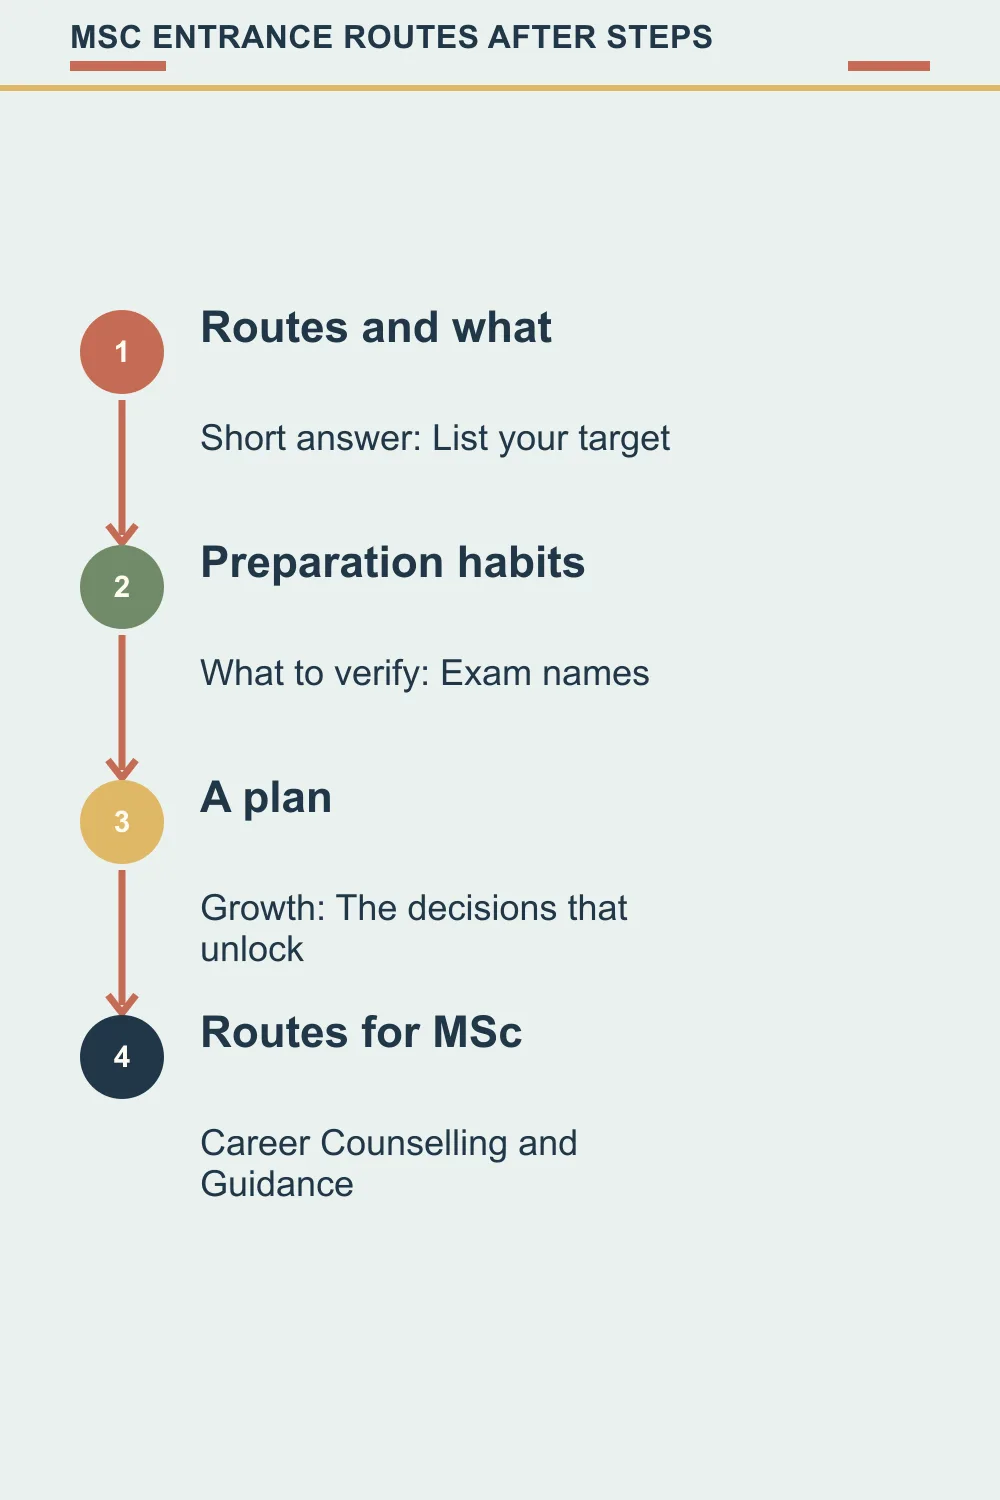 MSC ENTRANCE ROUTES AFTER STEPS
1
Routes and what
Short answer: List your target
2
Preparation habits
What to verify: Exam names
3
A plan
Growth: The decisions that
unlock
4
Routes for MSc
Career Counselling and
Guidance